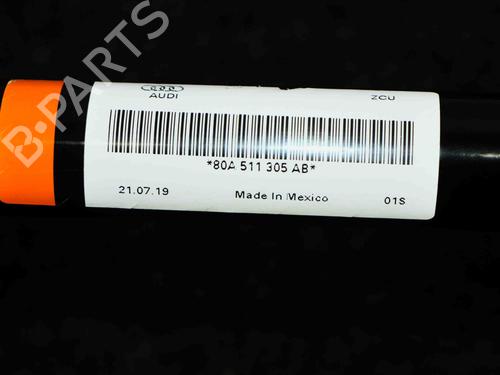 B-PARTS
AUDI ZCU
*80A 511 305 AB*
21.07.19 Made In Mexico 01S